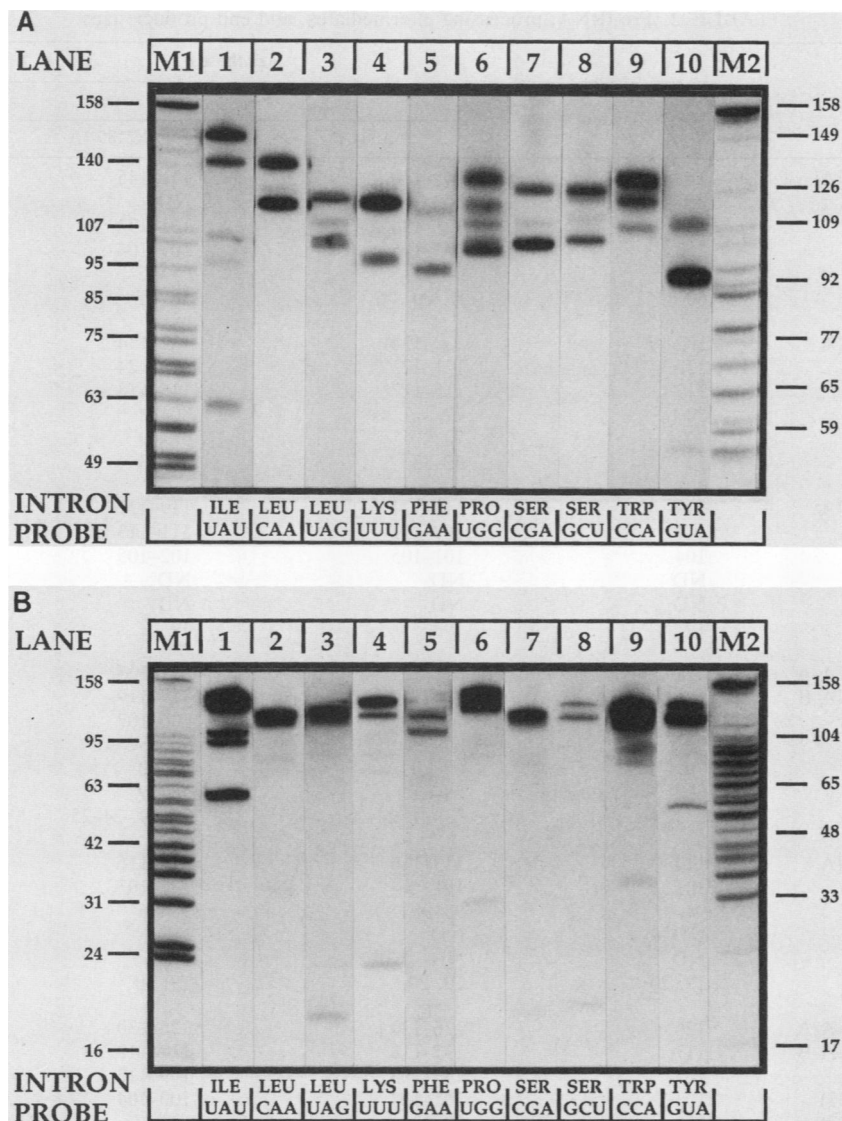 A
LANE M1 1 2 3 4 5 6 7 8 9 10 M2
158 158
149
140
126
107 109
95
92
85
75 77
63 65
59
49
INTRON ILE LEU LEU LYS PHE PRO SER SER TRP TYR
PROBE UAU CAA UAG UUU GAA UGG CGA GCU CCA GUA
B
LANE M1 1 2 3 4 5 6 7 8 9 10 M2
158 158
95 104
63 65
42 48
31 33
24
16 17
INTRON ILE LEU LEU LYS PHE PRO SER SER TRP TYR
PROBE UAU CAA UAG UUU GAA UGG CGA GCU CCA GUA